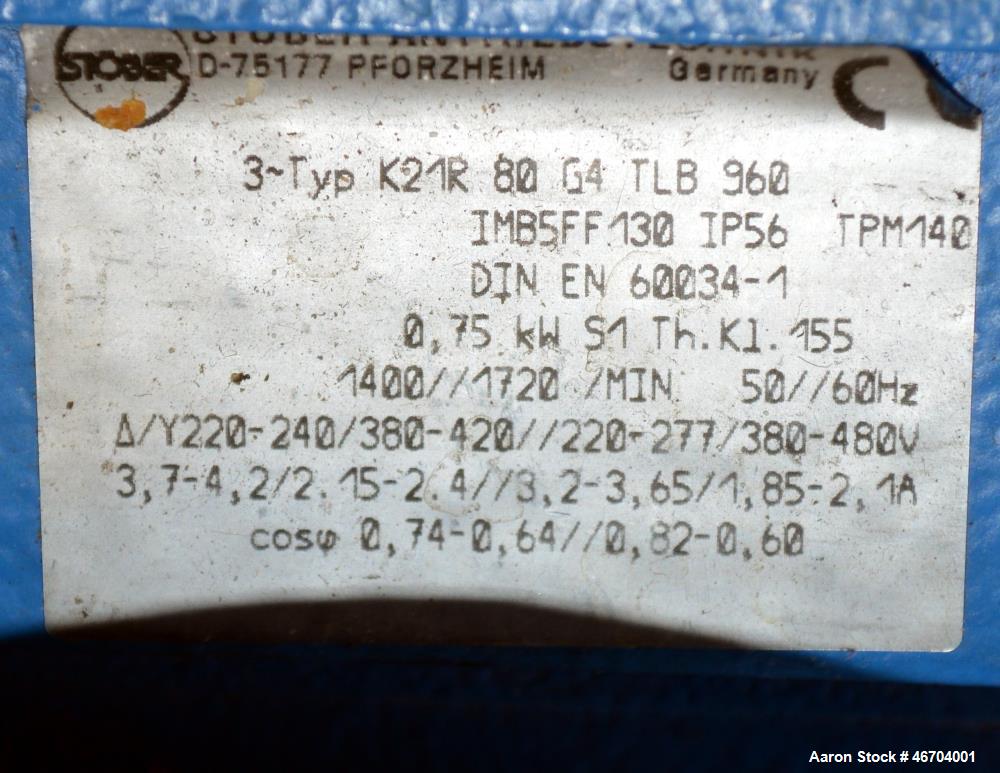 STÖBER ANTRIEBSTECHNIK
STÖBER D-75177 PFORZHEIM Germany CE
3~Typ K21R 80 G4 TLB 960
IMB5FF130 IP56 TPM140
DIN EN 60034-1
0,75 kW S1 Th.Kl. 155
1400//1720 /MIN 50//60Hz
Δ/Y220-240/380-420//220-277/380-480V
3,7-4,2/2.15-2.4//3,2-3,65/1,85-2,1A
cosφ 0,74-0,64//0,82-0.60
Aaron Stock # 46704001